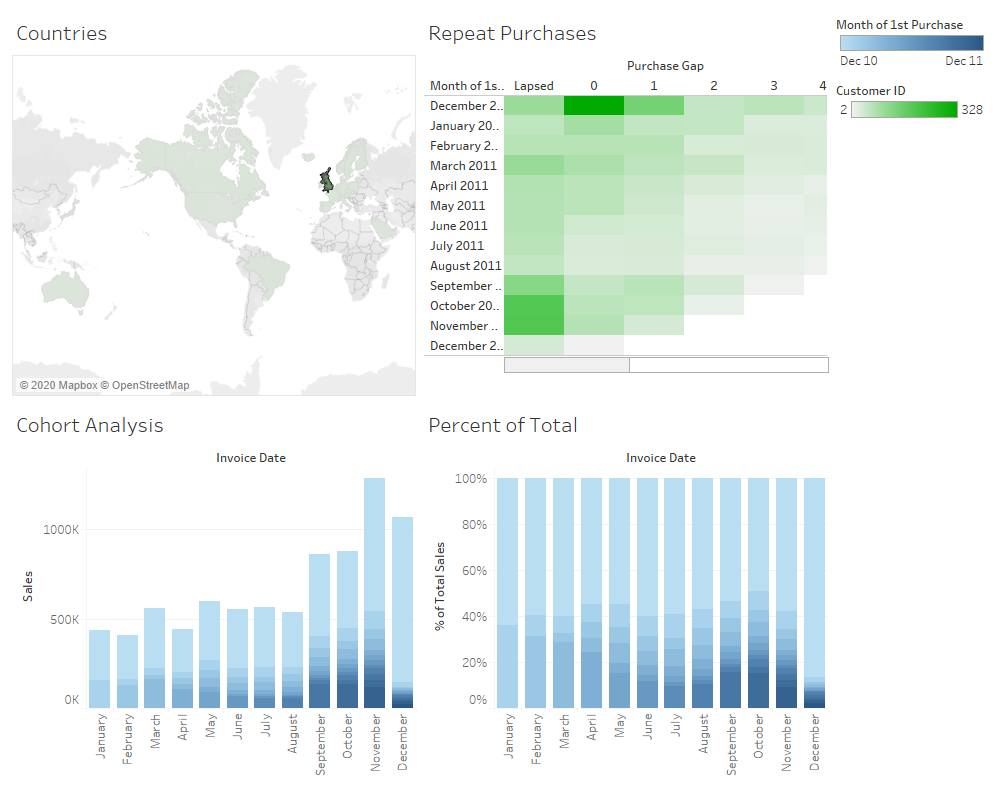 Countries
© 2020 Mapbox © OpenStreetMap
Repeat Purchases
Purchase Gap
Month of 1s.. Lapsed 0 1 2 3 4
December 2..
January 20..
February 2..
March 2011
April 2011
May 2011
June 2011
July 2011
August 2011
September ..
October 20..
November ..
December 2..
Month of 1st Purchase
Dec 10 Dec 11
Customer ID
2 328
Cohort Analysis
Invoice Date
Sales
1000K
500K
0K
January February March April May June July August September October November December
Percent of Total
Invoice Date
% of Total Sales
100%
80%
60%
40%
20%
0%
January February March April May June July August September October November December